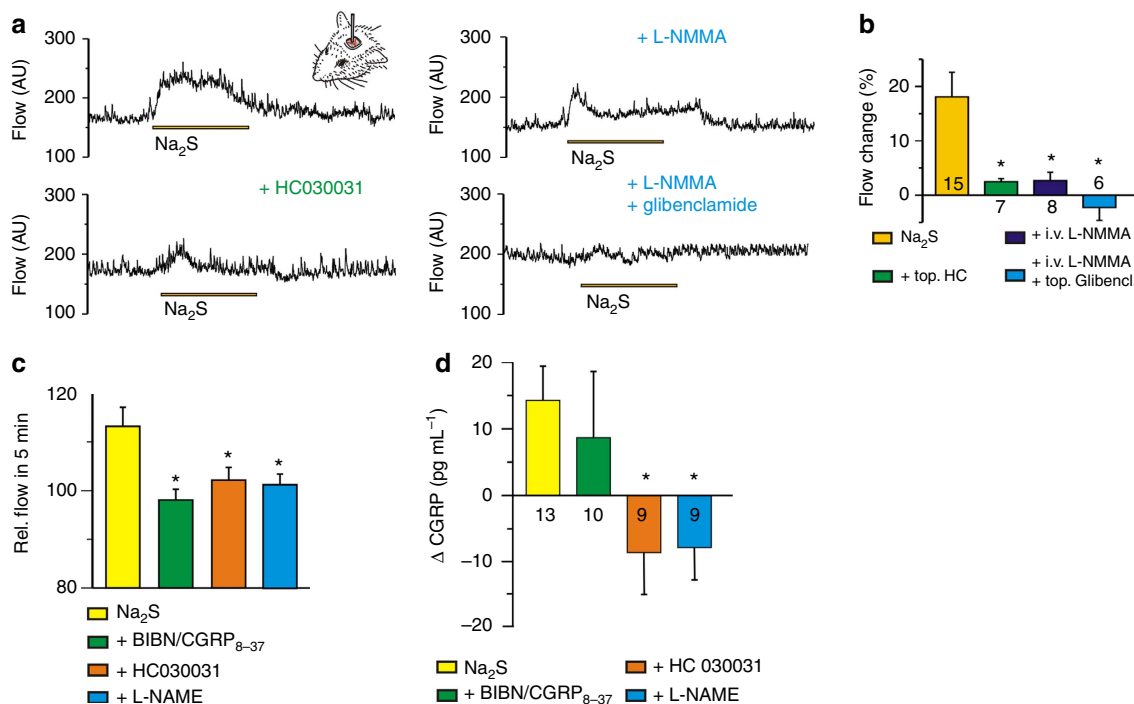 a
300
200
100
Flow (AU)
Na₂S
+ L-NMMA
300
200
100
Flow (AU)
Na₂S
+ HC030031
300
200
100
Flow (AU)
Na₂S
+ L-NMMA
+ glibenclamide
300
200
100
Flow (AU)
Na₂S
b
Flow change (%)
20
10
0
15
7
*
8
*
6
*
Na₂S
+ i.v. L-NMMA
+ top. HC
+ i.v. L-NMMA
+ top. Glibencl
c
Rel. flow in 5 min
120
100
80
*
*
*
Na₂S
+ BIBN/CGRP₈₋₃₇
+ HC030031
+ L-NAME
d
Δ CGRP (pg mL⁻¹)
20
10
0
−10
−20
13
10
9
9
*
*
Na₂S
+ HC 030031
+ BIBN/CGRP₈₋₃₇
+ L-NAME